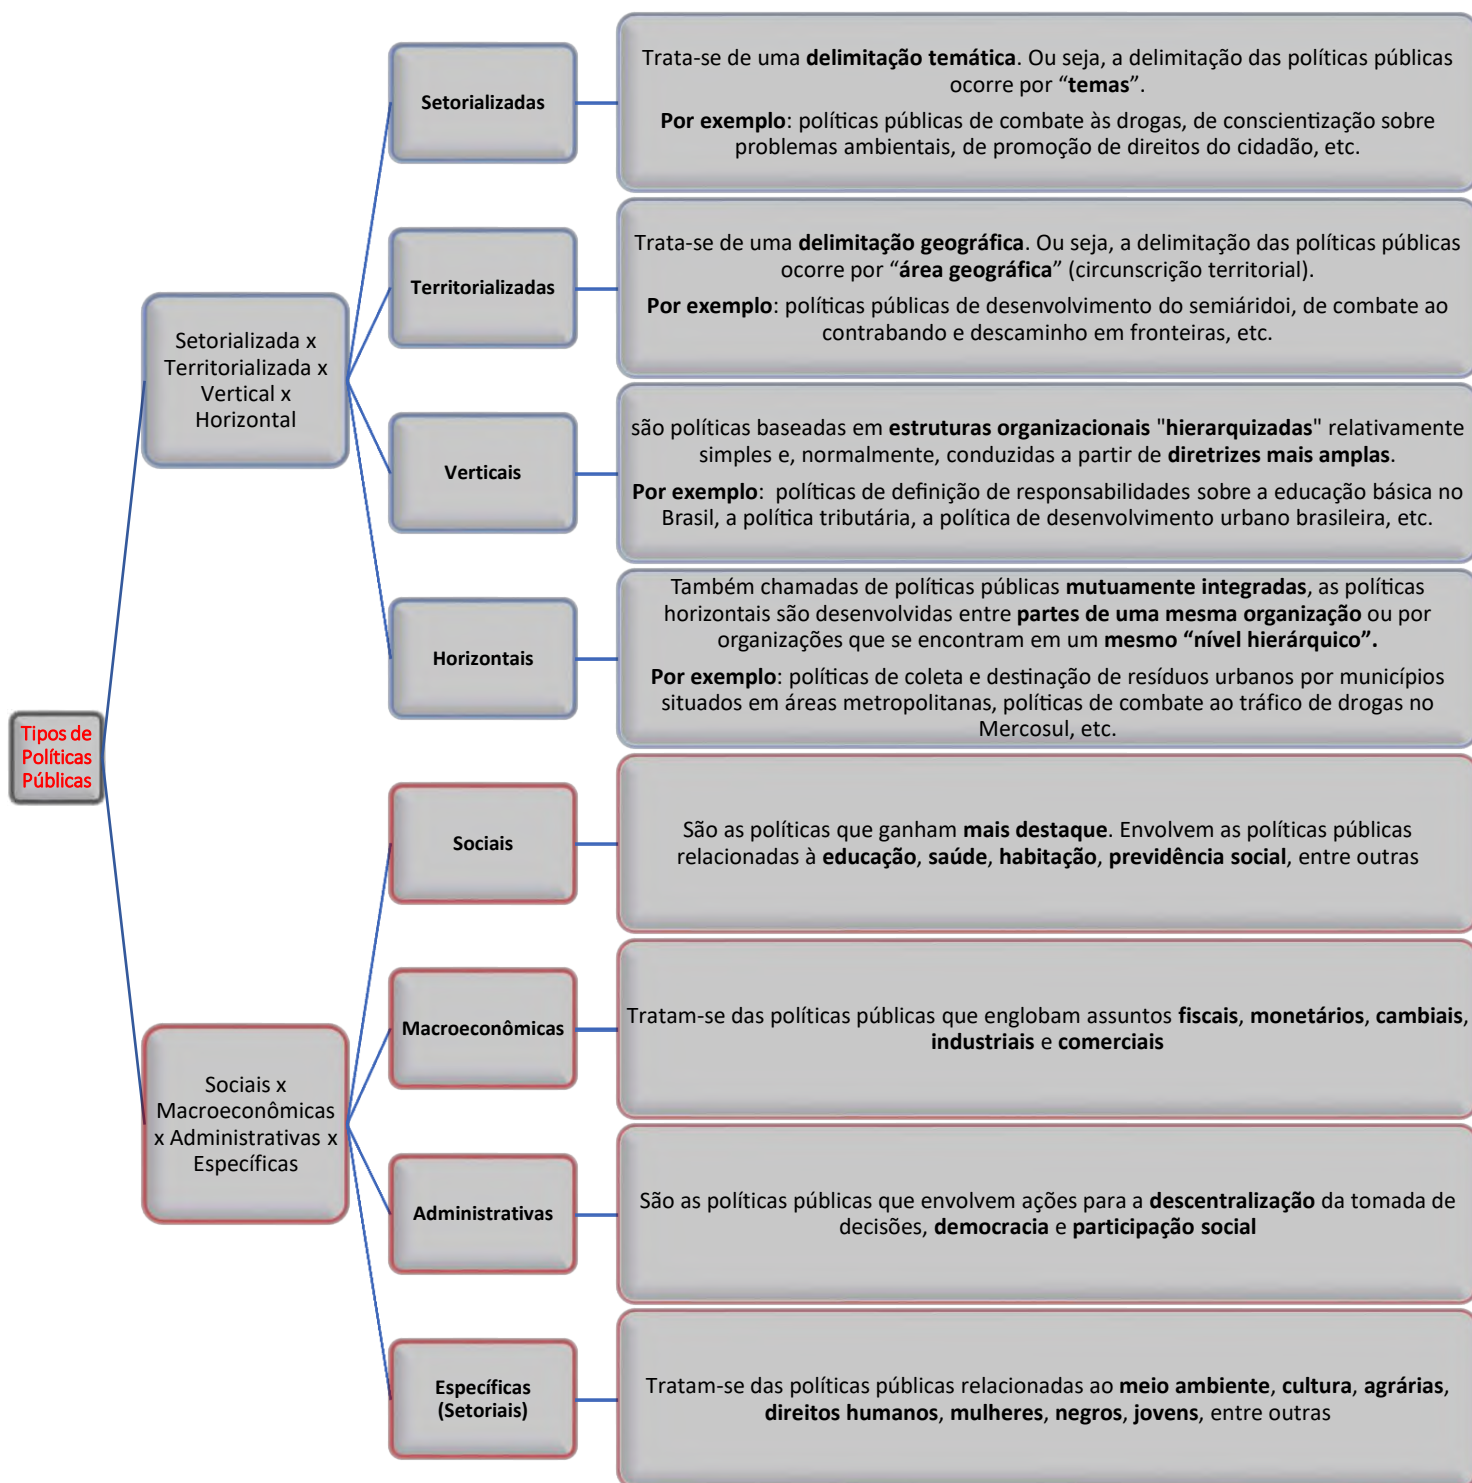 Tipos de
Políticas
Públicas
Setorializada x
Territorializada x
Vertical x
Horizontal
Setorializadas
Trata-se de uma delimitação temática. Ou seja, a delimitação das políticas públicas
ocorre por “temas”.
Por exemplo: políticas públicas de combate às drogas, de conscientização sobre
problemas ambientais, de promoção de direitos do cidadão, etc.
Territorializadas
Trata-se de uma delimitação geográfica. Ou seja, a delimitação das políticas públicas
ocorre por “área geográfica” (circunscrição territorial).
Por exemplo: políticas públicas de desenvolvimento do semiáridoi, de combate ao
contrabando e descaminho em fronteiras, etc.
Verticais
são políticas baseadas em estruturas organizacionais "hierarquizadas" relativamente
simples e, normalmente, conduzidas a partir de diretrizes mais amplas.
Por exemplo: políticas de definição de responsabilidades sobre a educação básica no
Brasil, a política tributária, a política de desenvolvimento urbano brasileira, etc.
Horizontais
Também chamadas de políticas públicas mutuamente integradas, as políticas
horizontais são desenvolvidas entre partes de uma mesma organização ou por
organizações que se encontram em um mesmo “nível hierárquico”.
Por exemplo: políticas de coleta e destinação de resíduos urbanos por municípios
situados em áreas metropolitanas, políticas de combate ao tráfico de drogas no
Mercosul, etc.
Sociais x
Macroeconômicas
x Administrativas x
Específicas
Sociais
São as políticas que ganham mais destaque. Envolvem as políticas públicas
relacionadas à educação, saúde, habitação, previdência social, entre outras
Macroeconômicas
Tratam-se das políticas públicas que englobam assuntos fiscais, monetários, cambiais,
industriais e comerciais
Administrativas
São as políticas públicas que envolvem ações para a descentralização da tomada de
decisões, democracia e participação social
Específicas
(Setoriais)
Tratam-se das políticas públicas relacionadas ao meio ambiente, cultura, agrárias,
direitos humanos, mulheres, negros, jovens, entre outras